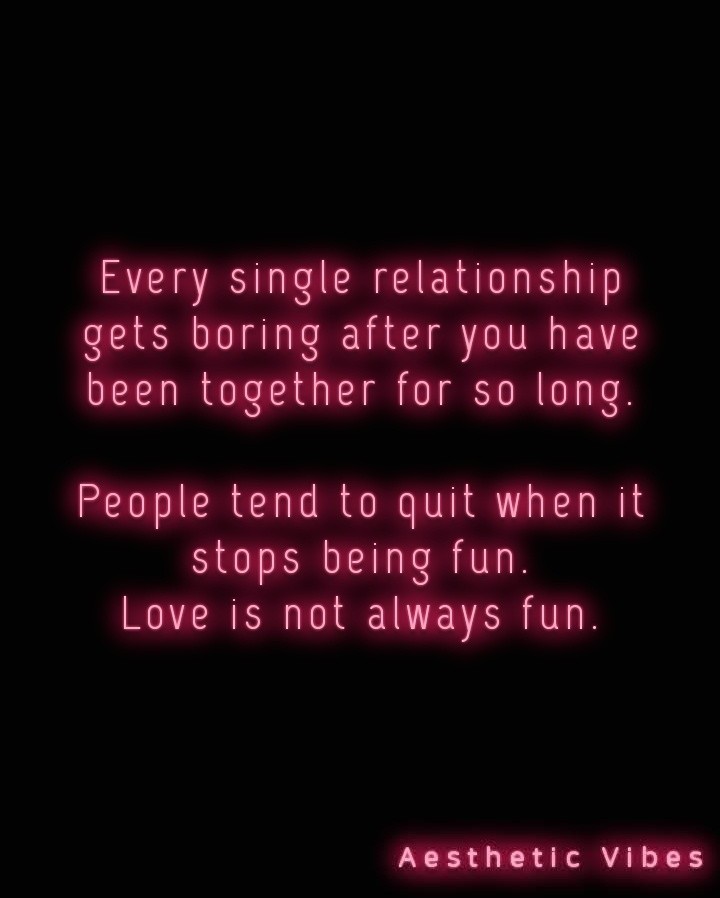 Every single relationship
gets boring after you have
been together for so long.
People tend to quit when it
stops being fun.
Love is not always fun.
Aesthetic Vibes